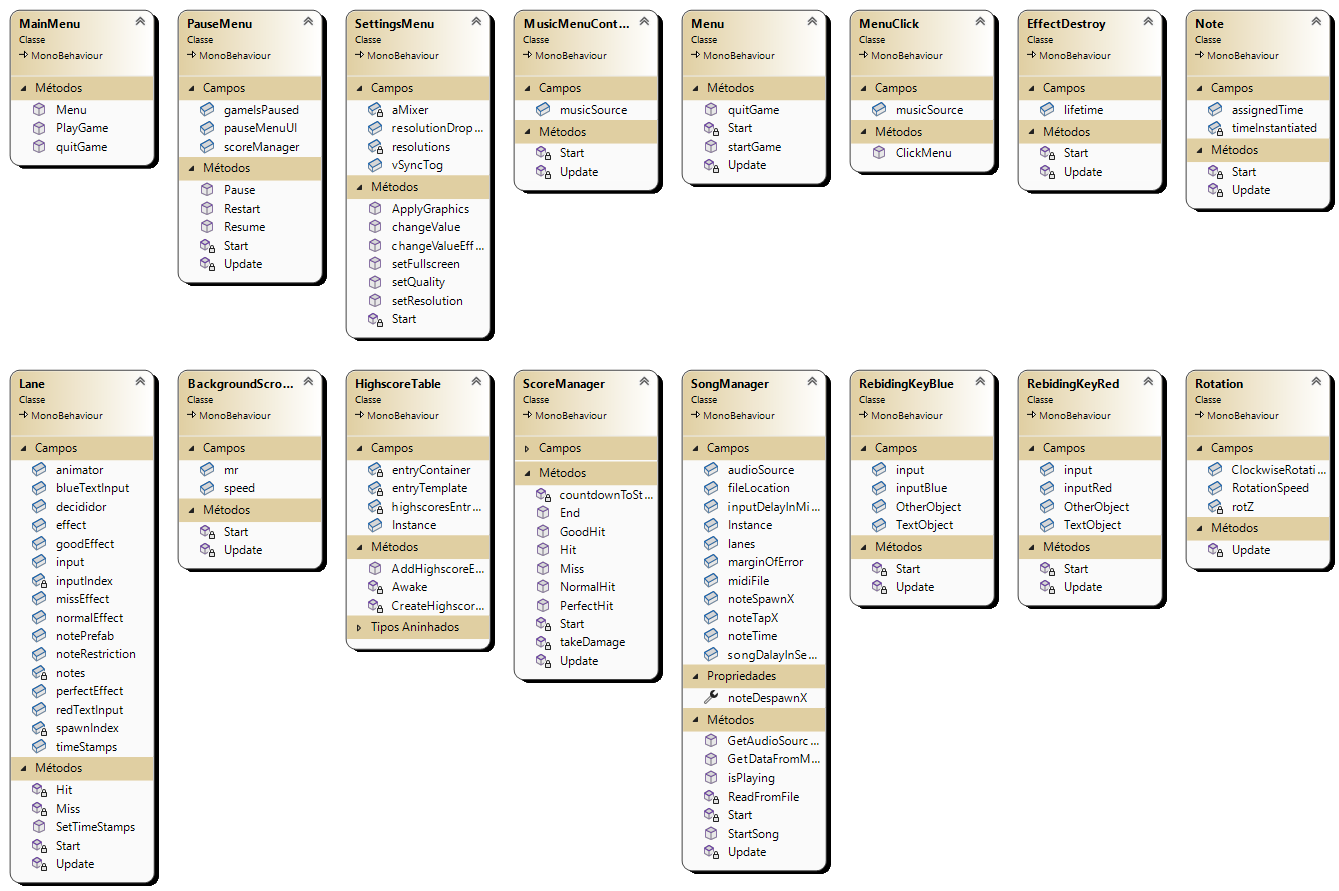 MainMenu
Classe
MonoBehaviour
Métodos
Menu
PlayGame
quitGame
PauseMenu
Classe
MonoBehaviour
Campos
gameIsPaused
pauseMenuUI
scoreManager
Métodos
Pause
Restart
Resume
Start
Update
SettingsMenu
Classe
MonoBehaviour
Campos
aMixer
resolutionDrop...
resolutions
vSyncTog
Métodos
ApplyGraphics
changeValue
changeValueEff...
setFullscreen
setQuality
setResolution
Start
MusicMenuCont...
Classe
MonoBehaviour
Campos
musicSource
Métodos
Start
Update
Menu
Classe
MonoBehaviour
Métodos
quitGame
Start
startGame
Update
MenuClick
Classe
MonoBehaviour
Campos
musicSource
Métodos
ClickMenu
EffectDestroy
Classe
MonoBehaviour
Campos
lifetime
Métodos
Start
Update
Note
Classe
MonoBehaviour
Campos
assignedTime
timeInstantiated
Métodos
Start
Update
Lane
Classe
MonoBehaviour
Campos
animator
blueTextInput
decididor
effect
goodEffect
input
inputIndex
missEffect
normalEffect
notePrefab
noteRestriction
notes
perfectEffect
redTextInput
spawnIndex
timeStamps
Métodos
Hit
Miss
SetTimeStamps
Start
Update
BackgroundScro...
Classe
MonoBehaviour
Campos
mr
speed
Métodos
Start
Update
HighscoreTable
Classe
MonoBehaviour
Campos
entryContainer
entryTemplate
highscoresEntr...
Instance
Métodos
AddHighscoreE...
Awake
CreateHighscor...
Tipos Aninhados
ScoreManager
Classe
MonoBehaviour
Campos
Métodos
countdownToSt...
End
GoodHit
Hit
Miss
NormalHit
PerfectHit
Start
takeDamage
Update
SongManager
Classe
MonoBehaviour
Campos
audioSource
fileLocation
inputDelayInMi...
Instance
lanes
marginOfError
midiFile
noteSpawnX
noteTapX
noteTime
songDalayInSe...
Propriedades
noteDespawnX
Métodos
GetAudioSourc...
GetDataFromM...
isPlaying
ReadFromFile
Start
StartSong
Update
RebidingKeyBlue
Classe
MonoBehaviour
Campos
input
inputBlue
OtherObject
TextObject
Métodos
Start
Update
RebidingKeyRed
Classe
MonoBehaviour
Campos
input
inputRed
OtherObject
TextObject
Métodos
Start
Update
Rotation
Classe
MonoBehaviour
Campos
ClockwiseRotati...
RotationSpeed
rotZ
Métodos
Update